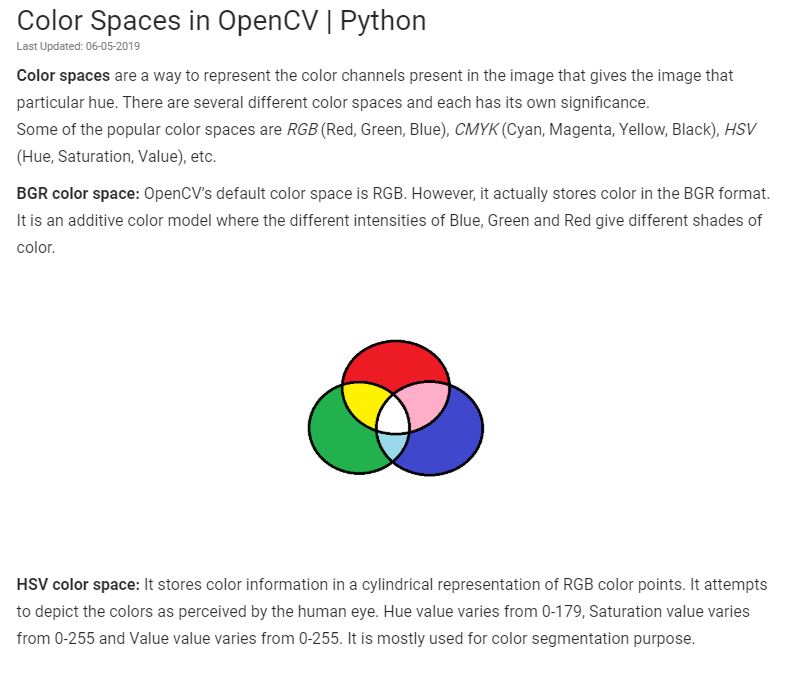 Color Spaces in OpenCV | Python
Last Updated: 06-05-2019
Color spaces are a way to represent the color channels present in the image that gives the image that
particular hue. There are several different color spaces and each has its own significance.
Some of the popular color spaces are RGB (Red, Green, Blue), CMYK (Cyan, Magenta, Yellow, Black), HSV
(Hue, Saturation, Value), etc.
BGR color space: OpenCV's default color space is RGB. However, it actually stores color in the BGR format.
It is an additive color model where the different intensities of Blue, Green and Red give different shades of
color.
HSV color space: It stores color information in a cylindrical representation of RGB color points. It attempts
to depict the colors as perceived by the human eye. Hue value varies from 0-179, Saturation value varies
from 0-255 and Value value varies from 0-255. It is mostly used for color segmentation purpose.